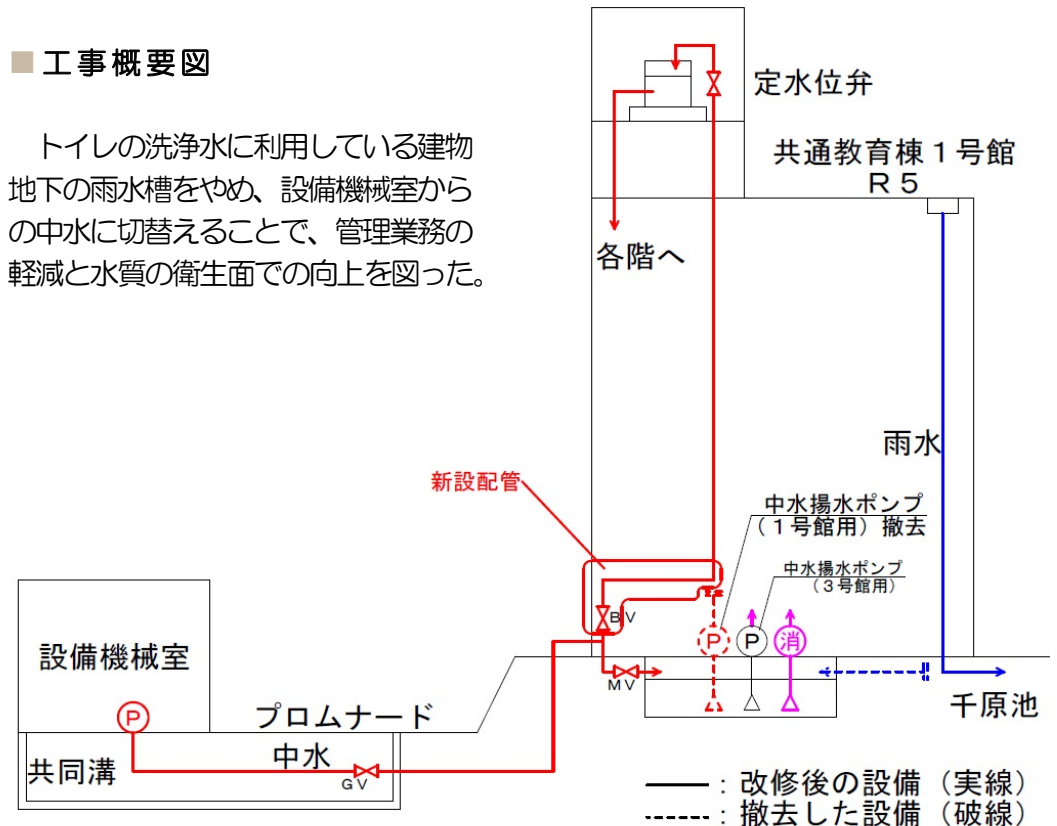 ■ 工事概要図
トイレの洗浄水に利用している建物
地下の雨水槽をやめ、設備機械室から
の中水に切替えることで、管理業務の
軽減と水質の衛生面での向上を図った。
定水位弁
共通教育棟１号館
R５
各階へ
雨水
新設配管
中水揚水ポンプ
（１号館用）撤去
中水揚水ポンプ
（３号館用）
BV
P
P
消
MV
設備機械室
P
プロムナード
千原池
共同溝
中水
GV
：改修後の設備（実線）
：撤去した設備（破線）